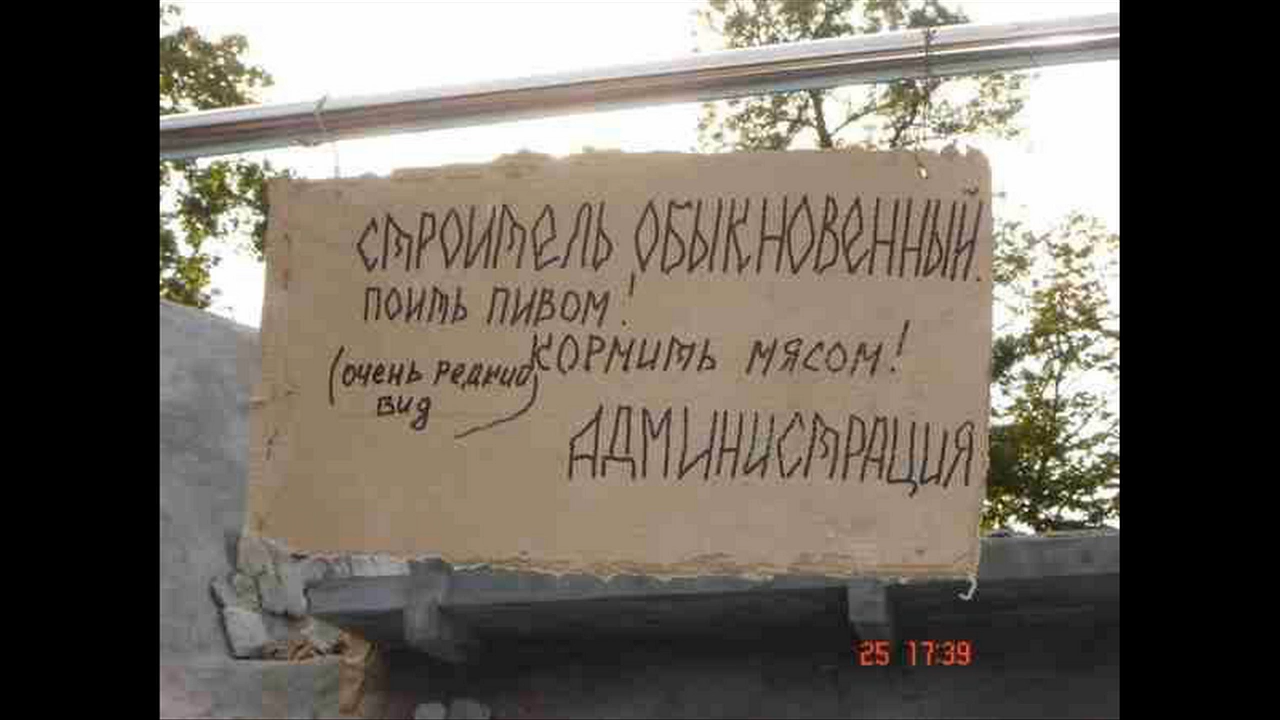 СТРОИТЕЛЬ ОБЫКНОВЕННЫЙ.
ПОИТЬ ПИВОМ!
КОРМИТЬ МЯСОМ!
(ОЧЕНЬ РЕДКИЙ)
ВИД
АДМИНИСТРАЦИЯ
25 17:39